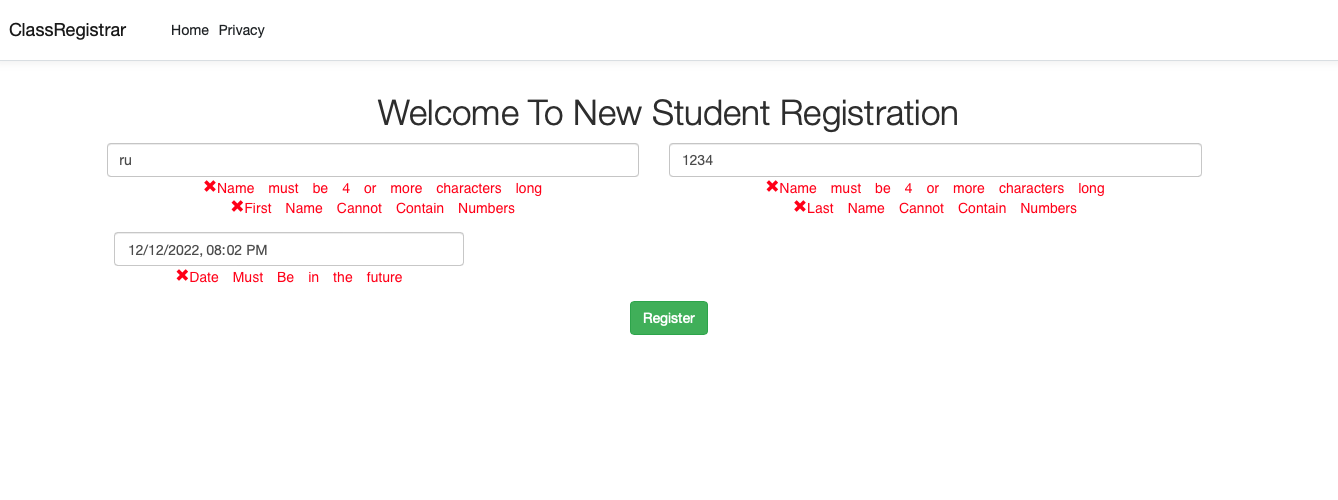 ClassRegistrar Home Privacy
Welcome To New Student Registration
ru 1234
✖Name must be 4 or more characters long ✖Name must be 4 or more characters long
✖First Name Cannot Contain Numbers ✖Last Name Cannot Contain Numbers
12/12/2022, 08:02 PM
✖Date Must Be in the future
Register